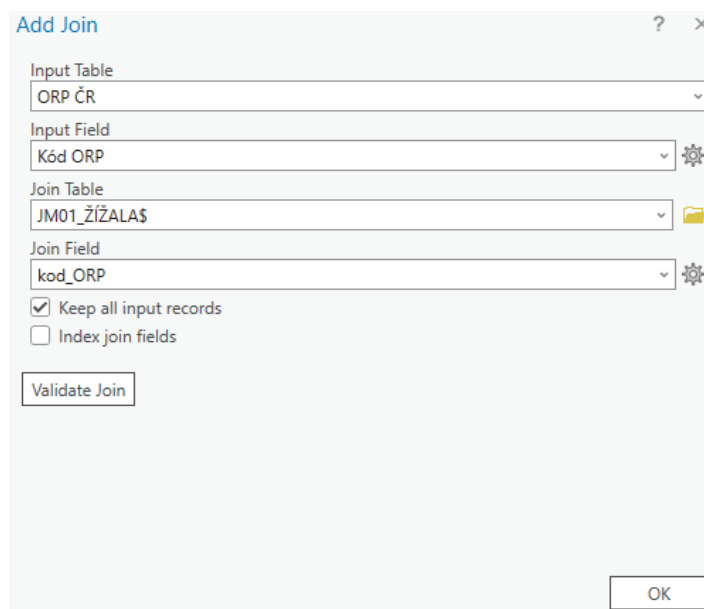 Add Join
?
Input Table
ORP ČR
Input Field
Kód ORP
Join Table
JM01_ŽÍŽALA$
Join Field
kod_ORP
Keep all input records
Index join fields
Validate Join
OK